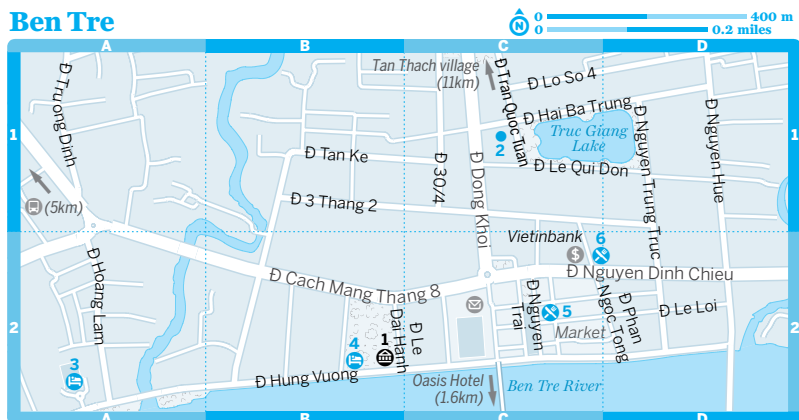 Ben Tre
N
0 400 m
0 0.2 miles
A
B
C
D
Tan Thach village
(11km)
Đ Truong Dinh
Đ Tran Quoc Tuan
Đ Lo So 4
Đ Hai Ba Trung
Đ Nguyen Trung Truc
Đ Nguyen Hue
1
1
2
Truc Giang
Lake
Đ Tan Ke
Đ 30/4
Đ Dong Khoi
Đ Le Qui Don
(5km)
Đ 3 Thang 2
Vietinbank
6
$
Đ Hoang Lam
Đ Cach Mang Thang 8
Đ Nguyen Dinh Chieu
Đ Nguyen
Trai
Đ Phan
Ngoc Tong
Đ Le Loi
5
Market
2
2
Đ Le
Dai Hanh
1
4
3
Đ Hung Vuong
Oasis Hotel
(1.6km)
Ben Tre River
A
B
C
D